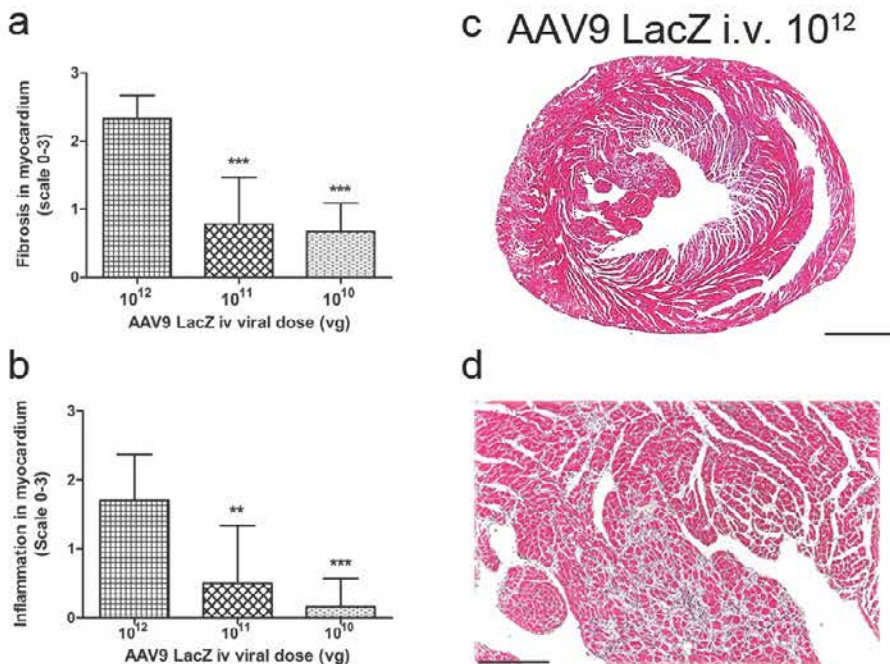 a
Fibrosis in myocardium
(scale 0-3)
3
2
1
0
***
***
10¹² 10¹¹ 10¹⁰
AAV9 LacZ iv viral dose (vg)
b
Inflammation in myocardium
(Scale 0-3)
3
2
1
0
**
***
10¹² 10¹¹ 10¹⁰
AAV9 LacZ iv viral dose (vg)
c AAV9 LacZ i.v. 10¹²
d